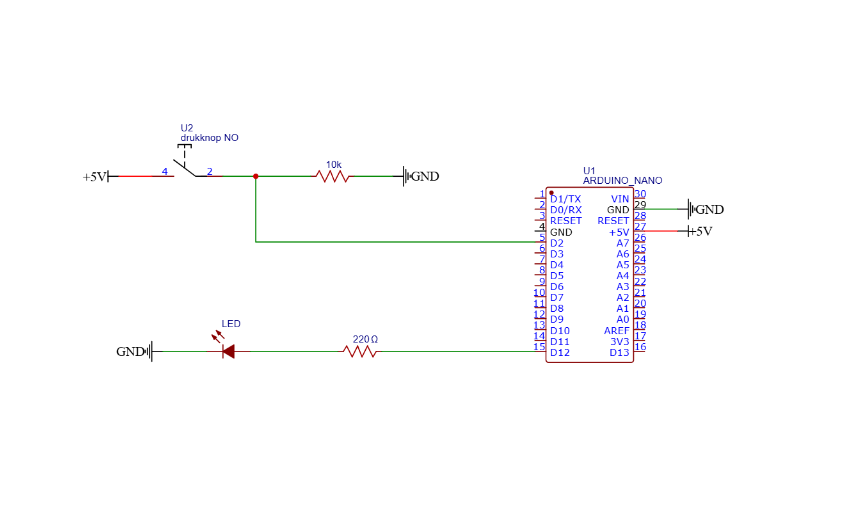 U2
drukknop NO
+5V
4
2
10k
GND
U1
ARDUINO_NANO
1 D1/TX VIN 30
2 D0/RX GND 29
GND
3 RESET RESET 28
4 GND +5V 27
+5V
5 D2 A7 26
6 D3 A6 25
7 D4 A5 24
8 D5 A4 23
9 D6 A3 22
10 D7 A2 21
11 D8 A1 20
12 D9 A0 19
13 D10 AREF 18
14 D11 3V3 17
15 D12 D13 16
LED
220Ω
GND